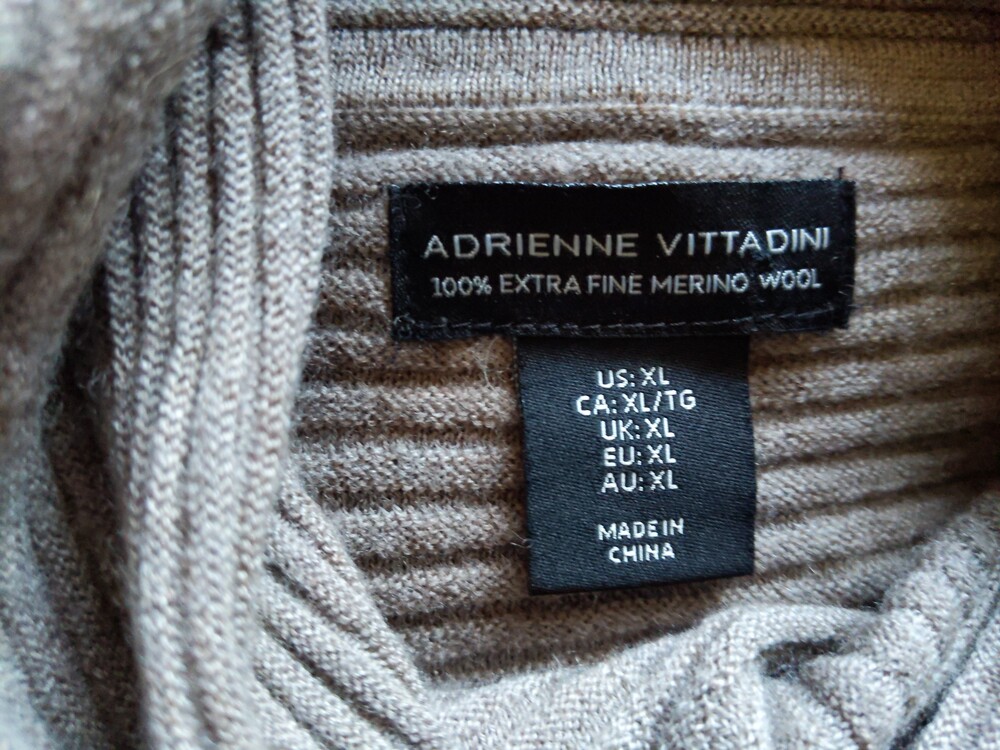 ADRIENNE VITTADINI
100% EXTRA FINE MERINO WOOL
US: XL
CA: XL/TG
UK: XL
EU: XL
AU: XL
MADE IN
CHINA